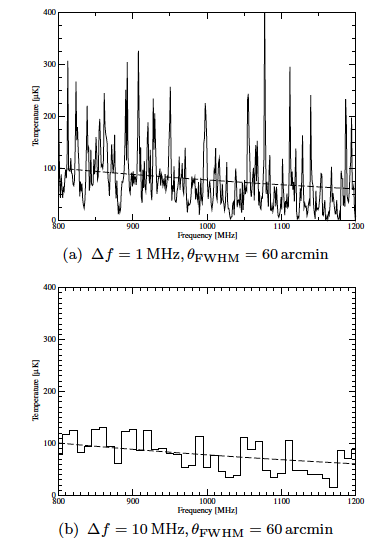 400
300
200
100
0
Temperature [μK]
800 900 1000 1100 1200
Frequency [MHz]
(a) Δf = 1 MHz, θFWHM = 60 arcmin
400
300
200
100
0
Temperature [μK]
800 900 1000 1100 1200
Frequency [MHz]
(b) Δf = 10 MHz, θFWHM = 60 arcmin